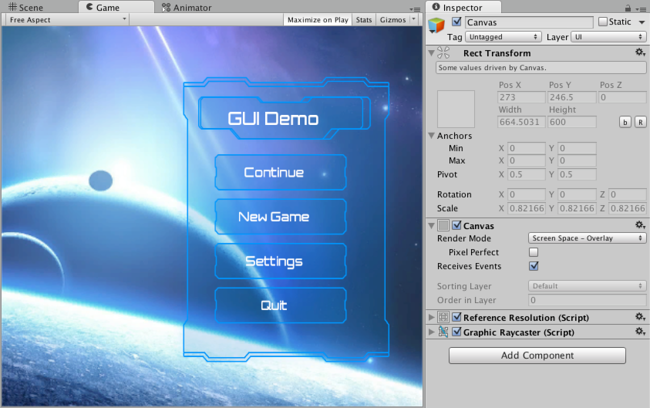 Scene Game Animator
Free Aspect Maximize on Play Stats Gizmos
GUI Demo
Continue
New Game
Settings
Quit
Inspector
Canvas Static
Tag Untagged Layer UI
Rect Transform
Some values driven by Canvas.
Pos X Pos Y Pos Z
273 246.5 0
Width Height
664.5031 600 b R
Anchors
Min X 0 Y 0
Max X 0 Y 0
Pivot X 0.5 Y 0.5
Rotation X 0 Y 0 Z 0
Scale X 0.82166 Y 0.82166 Z 0.82166
Canvas
Render Mode Screen Space - Overlay
Pixel Perfect
Receives Events
Sorting Layer Default
Order in Layer 0
Reference Resolution (Script)
Graphic Raycaster (Script)
Add Component